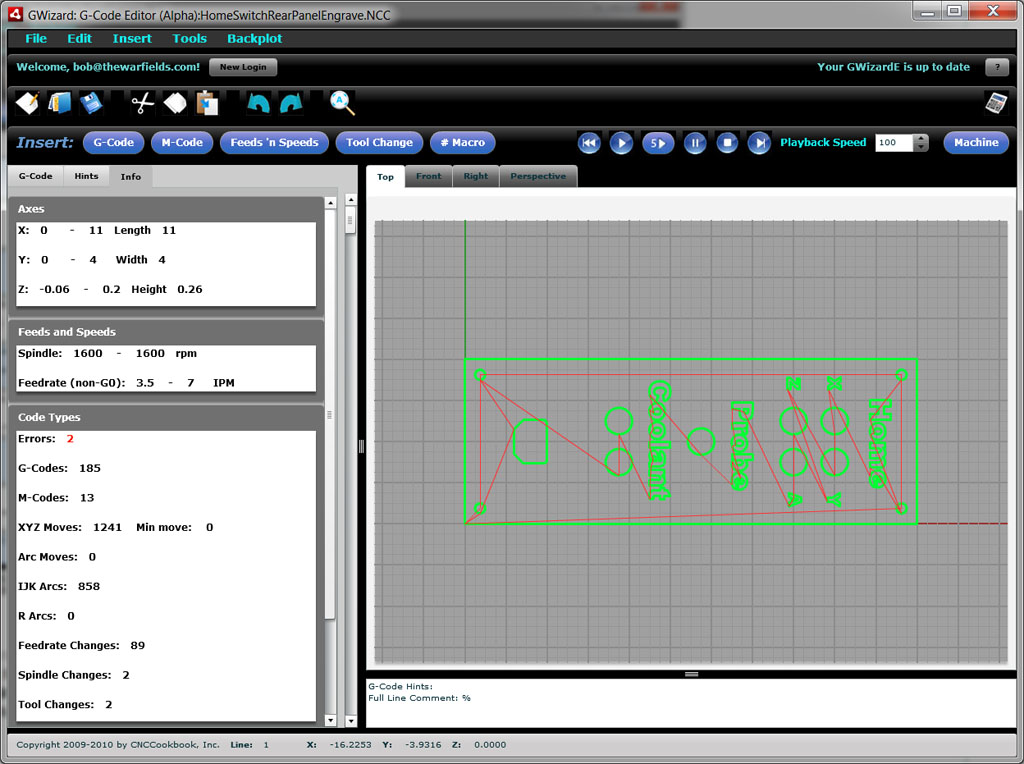 GWizard: G-Code Editor (Alpha):HomeSwitchRearPanelEngrave.NCC
File Edit Insert Tools Backplot
Welcome, bob@thewarfields.com! New Login Your GWizardE is up to date ?
Insert: G-Code M-Code Feeds 'n Speeds Tool Change # Macro 5 Playback Speed 100 Machine
G-Code Hints Info
Top Front Right Perspective
Axes
X: 0 - 11 Length 11
Y: 0 - 4 Width 4
Z: -0.06 - 0.2 Height 0.26
Feeds and Speeds
Spindle: 1600 - 1600 rpm
Feedrate (non-G0): 3.5 - 7 IPM
Code Types
Errors: 2
G-Codes: 185
M-Codes: 13
XYZ Moves: 1241 Min move: 0
Arc Moves: 0
IJK Arcs: 858
R Arcs: 0
Feedrate Changes: 89
Spindle Changes: 2
Tool Changes: 2
Coolant
Probe
Home
G-Code Hints:
Full Line Comment: %
Copyright 2009-2010 by CNCCookbook, Inc. Line: 1 X: -16.2253 Y: -3.9316 Z: 0.0000